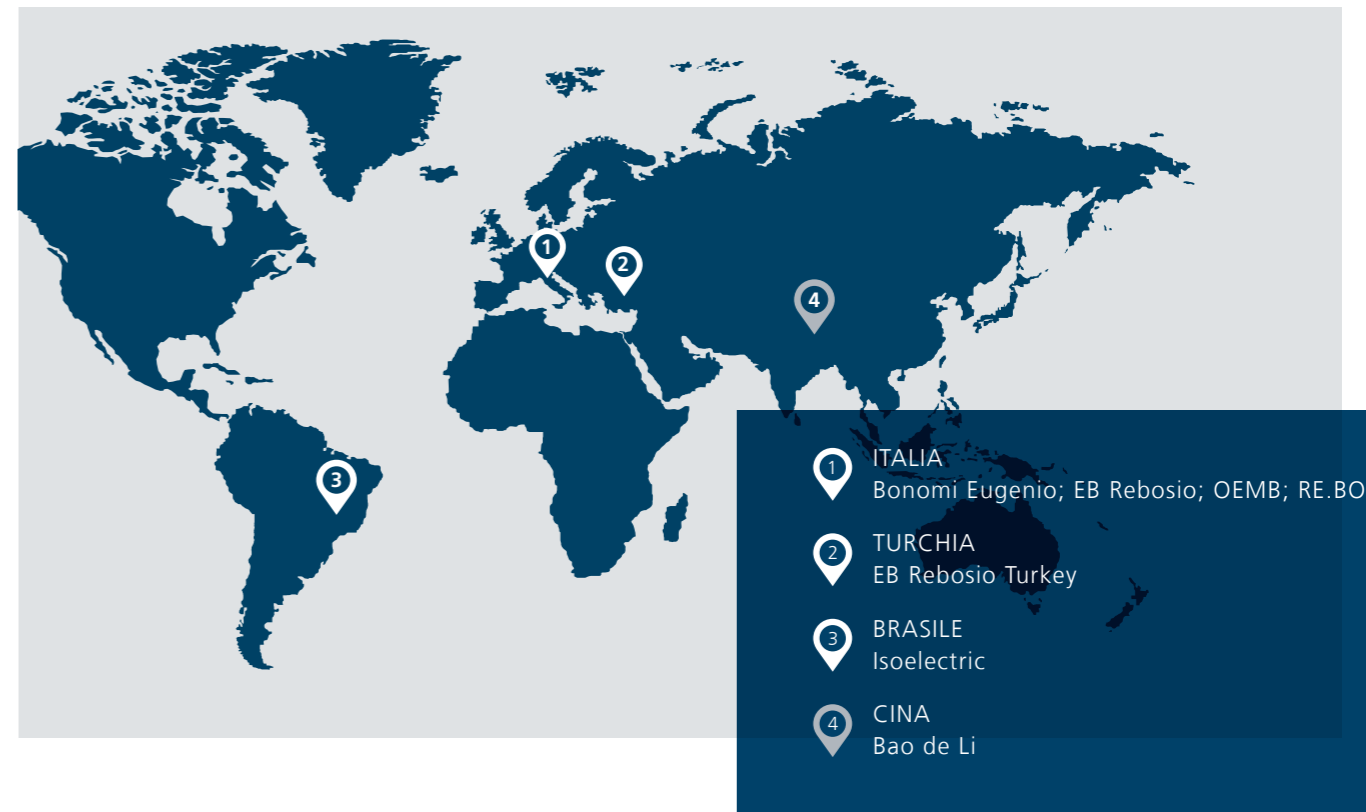 1
2
4
3
1 ITALIA
Bonomi Eugenio; EB Rebosio; OEMB; RE.BO
2 TURCHIA
EB Rebosio Turkey
3 BRASILE
Isoelectric
4 CINA
Bao de Li